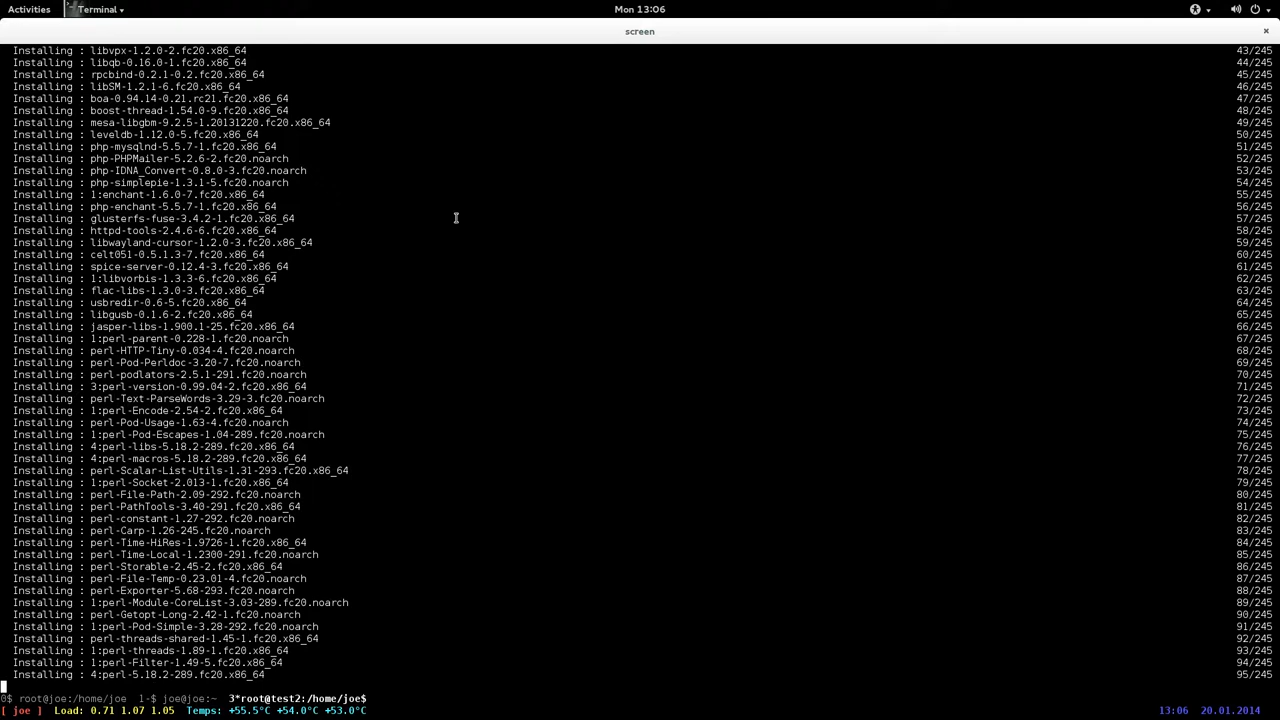 Activities Terminal Mon 13:06
screen ×
Installing : libvpx-1.2.0-2.fc20.x86_64 43/245
Installing : libqb-0.16.0-1.fc20.x86_64 44/245
Installing : rpcbind-0.2.1-0.2.fc20.x86_64 45/245
Installing : libSM-1.2.1-6.fc20.x86_64 46/245
Installing : boa-0.94.14-0.21.rc21.fc20.x86_64 47/245
Installing : boost-thread-1.54.0-9.fc20.x86_64 48/245
Installing : mesa-libgbm-9.2.5-1.20131220.fc20.x86_64 49/245
Installing : leveldb-1.12.0-5.fc20.x86_64 50/245
Installing : php-mysqlnd-5.5.7-1.fc20.x86_64 51/245
Installing : php-PHPMailer-5.2.6-2.fc20.noarch 52/245
Installing : php-IDNA_Convert-0.8.0-3.fc20.noarch 53/245
Installing : php-simplepie-1.3.1-5.fc20.noarch 54/245
Installing : 1:enchant-1.6.0-7.fc20.x86_64 55/245
Installing : php-enchant-5.5.7-1.fc20.x86_64 56/245
Installing : glusterfs-fuse-3.4.2-1.fc20.x86_64 57/245
Installing : httpd-tools-2.4.6-6.fc20.x86_64 58/245
Installing : libwayland-cursor-1.2.0-3.fc20.x86_64 59/245
Installing : celt051-0.5.1.3-7.fc20.x86_64 60/245
Installing : spice-server-0.12.4-3.fc20.x86_64 61/245
Installing : 1:libvorbis-1.3.3-6.fc20.x86_64 62/245
Installing : flac-libs-1.3.0-3.fc20.x86_64 63/245
Installing : usbredir-0.6-5.fc20.x86_64 64/245
Installing : libgusb-0.1.6-2.fc20.x86_64 65/245
Installing : jasper-libs-1.900.1-25.fc20.x86_64 66/245
Installing : 1:perl-parent-0.228-1.fc20.noarch 67/245
Installing : perl-HTTP-Tiny-0.034-4.fc20.noarch 68/245
Installing : perl-Pod-Perldoc-3.20-7.fc20.noarch 69/245
Installing : perl-podlators-2.5.1-291.fc20.noarch 70/245
Installing : 3:perl-version-0.99.04-2.fc20.x86_64 71/245
Installing : perl-Text-ParseWords-3.29-3.fc20.noarch 72/245
Installing : 1:perl-Encode-2.54-2.fc20.x86_64 73/245
Installing : perl-Pod-Usage-1.63-4.fc20.noarch 74/245
Installing : 1:perl-Pod-Escapes-1.04-289.fc20.noarch 75/245
Installing : 4:perl-libs-5.18.2-289.fc20.x86_64 76/245
Installing : 4:perl-macros-5.18.2-289.fc20.x86_64 77/245
Installing : perl-Scalar-List-Utils-1.31-293.fc20.x86_64 78/245
Installing : 1:perl-Socket-2.013-1.fc20.x86_64 79/245
Installing : perl-File-Path-2.09-292.fc20.noarch 80/245
Installing : perl-PathTools-3.40-291.fc20.x86_64 81/245
Installing : perl-constant-1.27-292.fc20.noarch 82/245
Installing : perl-Carp-1.26-245.fc20.noarch 83/245
Installing : perl-Time-HiRes-1.9726-1.fc20.x86_64 84/245
Installing : perl-Time-Local-1.2300-291.fc20.noarch 85/245
Installing : perl-Storable-2.45-2.fc20.x86_64 86/245
Installing : perl-File-Temp-0.23.01-4.fc20.noarch 87/245
Installing : perl-Exporter-5.68-293.fc20.noarch 88/245
Installing : 1:perl-Module-CoreList-3.03-289.fc20.noarch 89/245
Installing : perl-Getopt-Long-2.42-1.fc20.noarch 90/245
Installing : 1:perl-Pod-Simple-3.28-292.fc20.noarch 91/245
Installing : perl-threads-shared-1.45-1.fc20.x86_64 92/245
Installing : 1:perl-threads-1.89-1.fc20.x86_64 93/245
Installing : 1:perl-Filter-1.49-5.fc20.x86_64 94/245
Installing : 4:perl-5.18.2-289.fc20.x86_64 95/245
0$ root@joe:/home/joe 1-$ joe@joe:~ 3*root@test2:/home/joe$
[ joe ] Load: 0.71 1.07 1.05 Temps: +55.5°C +54.0°C +53.0°C 13:06 20.01.2014